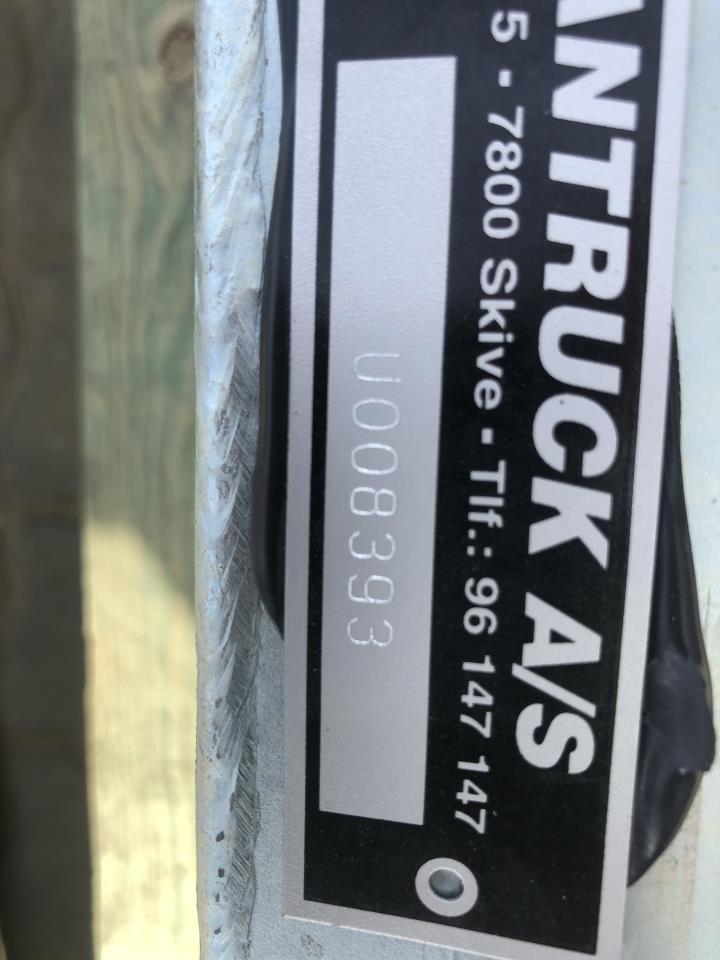 ANTRUCK A/S
5 - 7800 Skive - Tlf.: 96 147 147
U008393